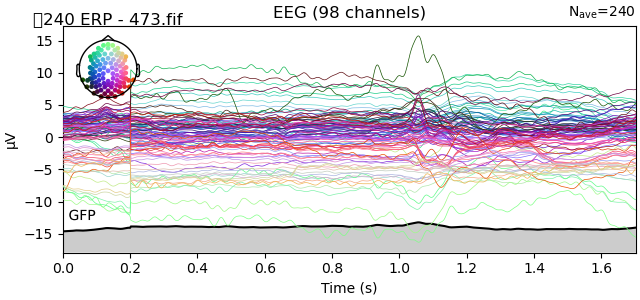 240 ERP - 473.fif
EEG (98 channels)
Nave=240
µV
15
10
5
0
−5
−10
−15
GFP
0.0 0.2 0.4 0.6 0.8 1.0 1.2 1.4 1.6
Time (s)